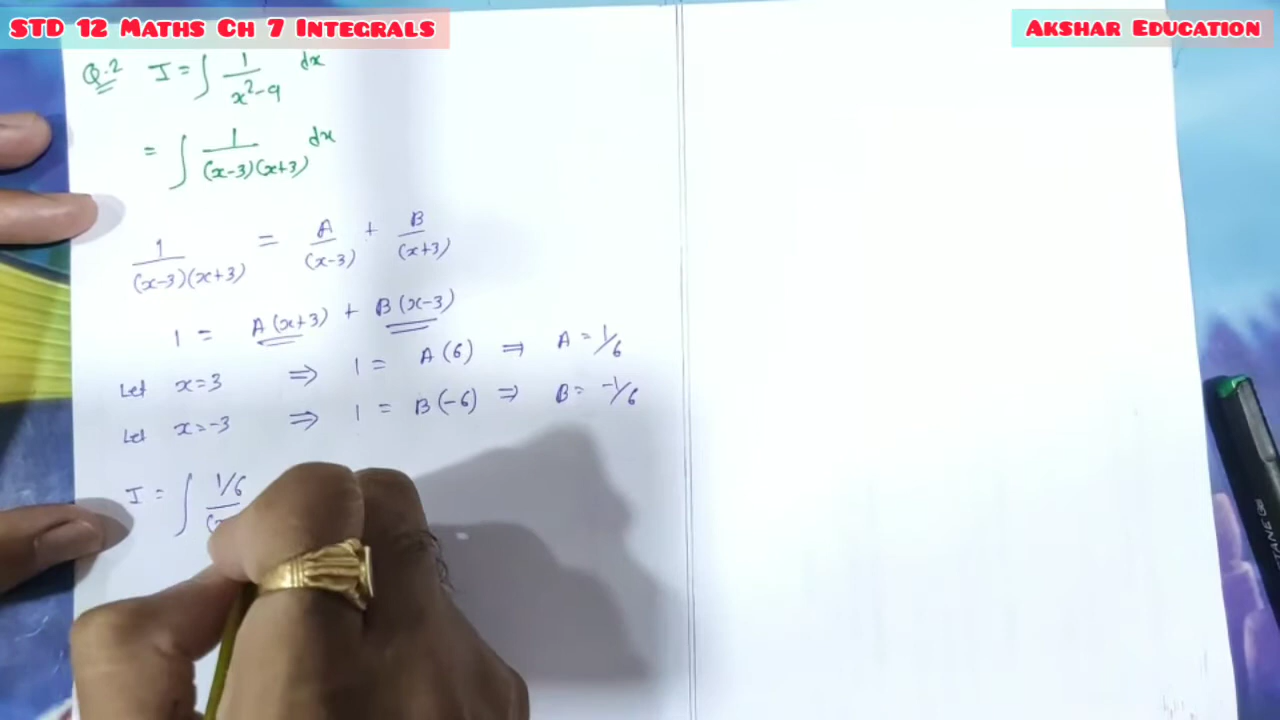 STD 12 Maths Ch 7 Integrals
Akshar Education
Q.2 I = ∫ 1/(x²-9) dx
= ∫ 1/((x-3)(x+3)) dx
1/((x-3)(x+3)) = A/(x-3) + B/(x+3)
1 = A(x+3) + B(x-3)
Let x=3 ⇒ 1 = A(6) ⇒ A = 1/6
Let x=-3 ⇒ 1 = B(-6) ⇒ B = -1/6
I = ∫ 1/6